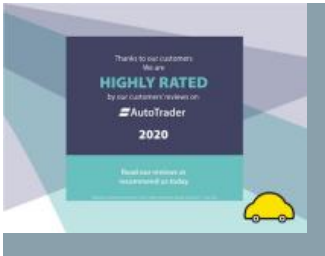 Thanks to our customers
We are
HIGHLY RATED
by our customers' reviews on
AutoTrader
2020
Read our reviews or
recommend us today